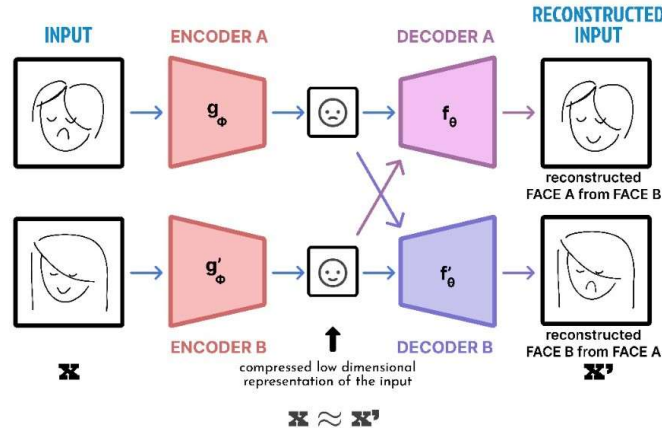 INPUT
ENCODER A
DECODER A
RECONSTRUCTED
INPUT
gΦ
fθ
reconstructed
FACE A from FACE B
g'Φ
f'θ
ENCODER B
DECODER B
reconstructed
FACE B from FACE A
x
compressed low dimensional
representation of the input
x'
x ≈ x'